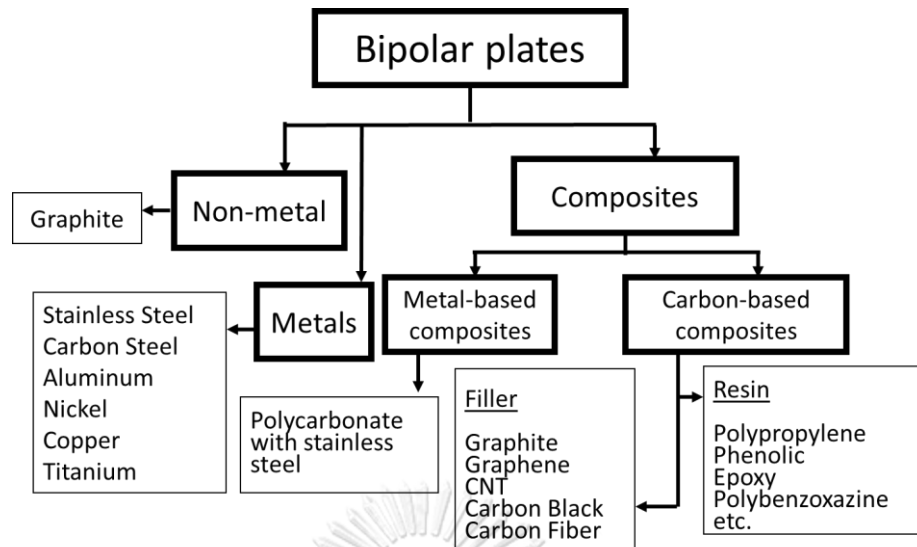 Bipolar plates
Non-metal
Composites
Graphite
Metals
Metal-based
composites
Carbon-based
composites
Stainless Steel
Carbon Steel
Aluminum
Nickel
Copper
Titanium
Polycarbonate
with stainless
steel
Filler
Graphite
Graphene
CNT
Carbon Black
Carbon Fiber
Resin
Polypropylene
Phenolic
Epoxy
Polybenzoxazine
etc.